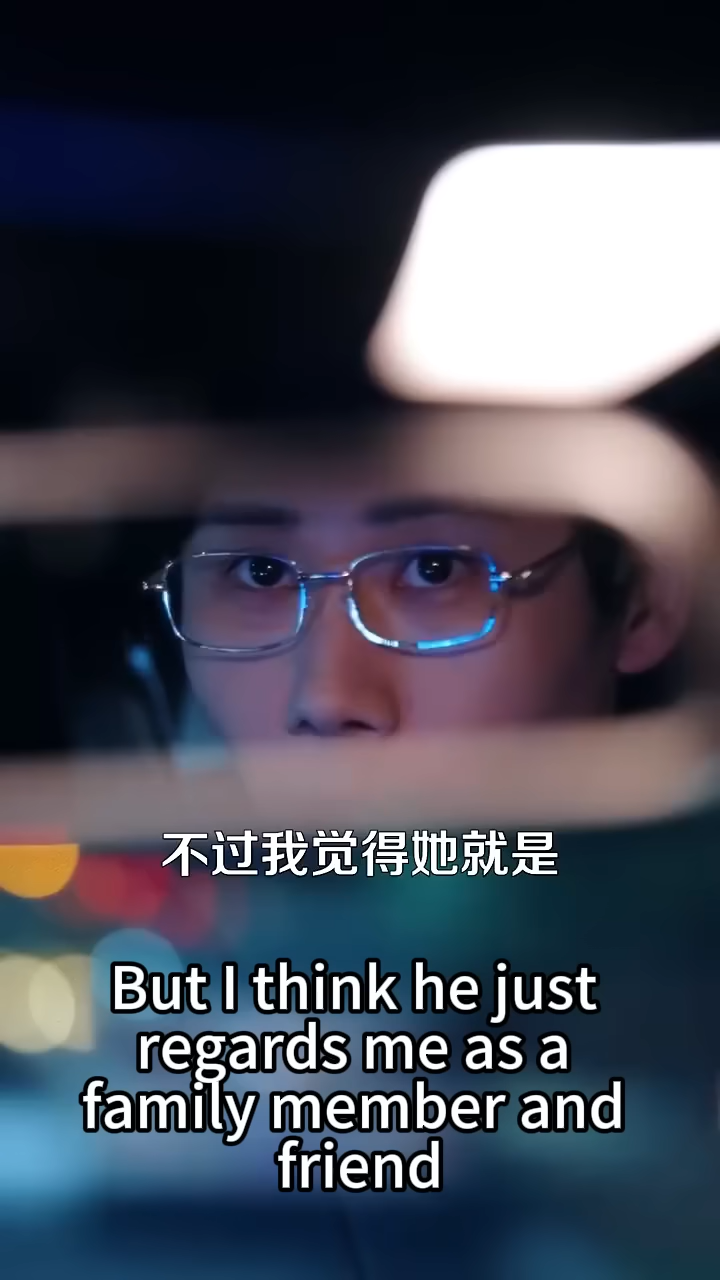 不过我觉得她就是
But I think he just
regards me as a
family member and
friend